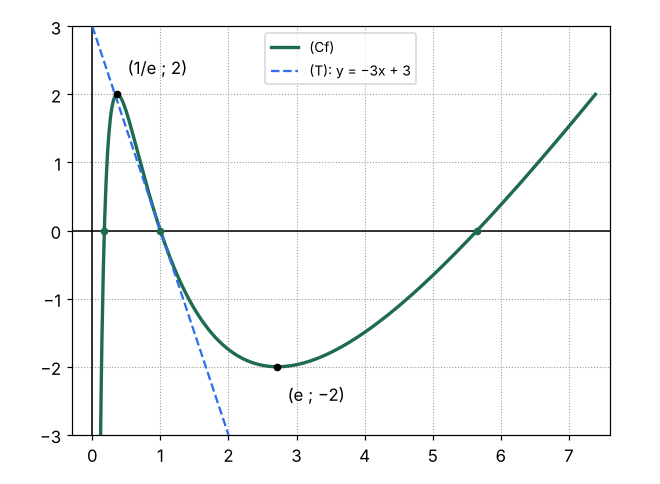 3
(Cf)
(T): y = −3x + 3
(1/e ; 2)
2
1
0
−1
−2
(e ; −2)
−3
0 1 2 3 4 5 6 7